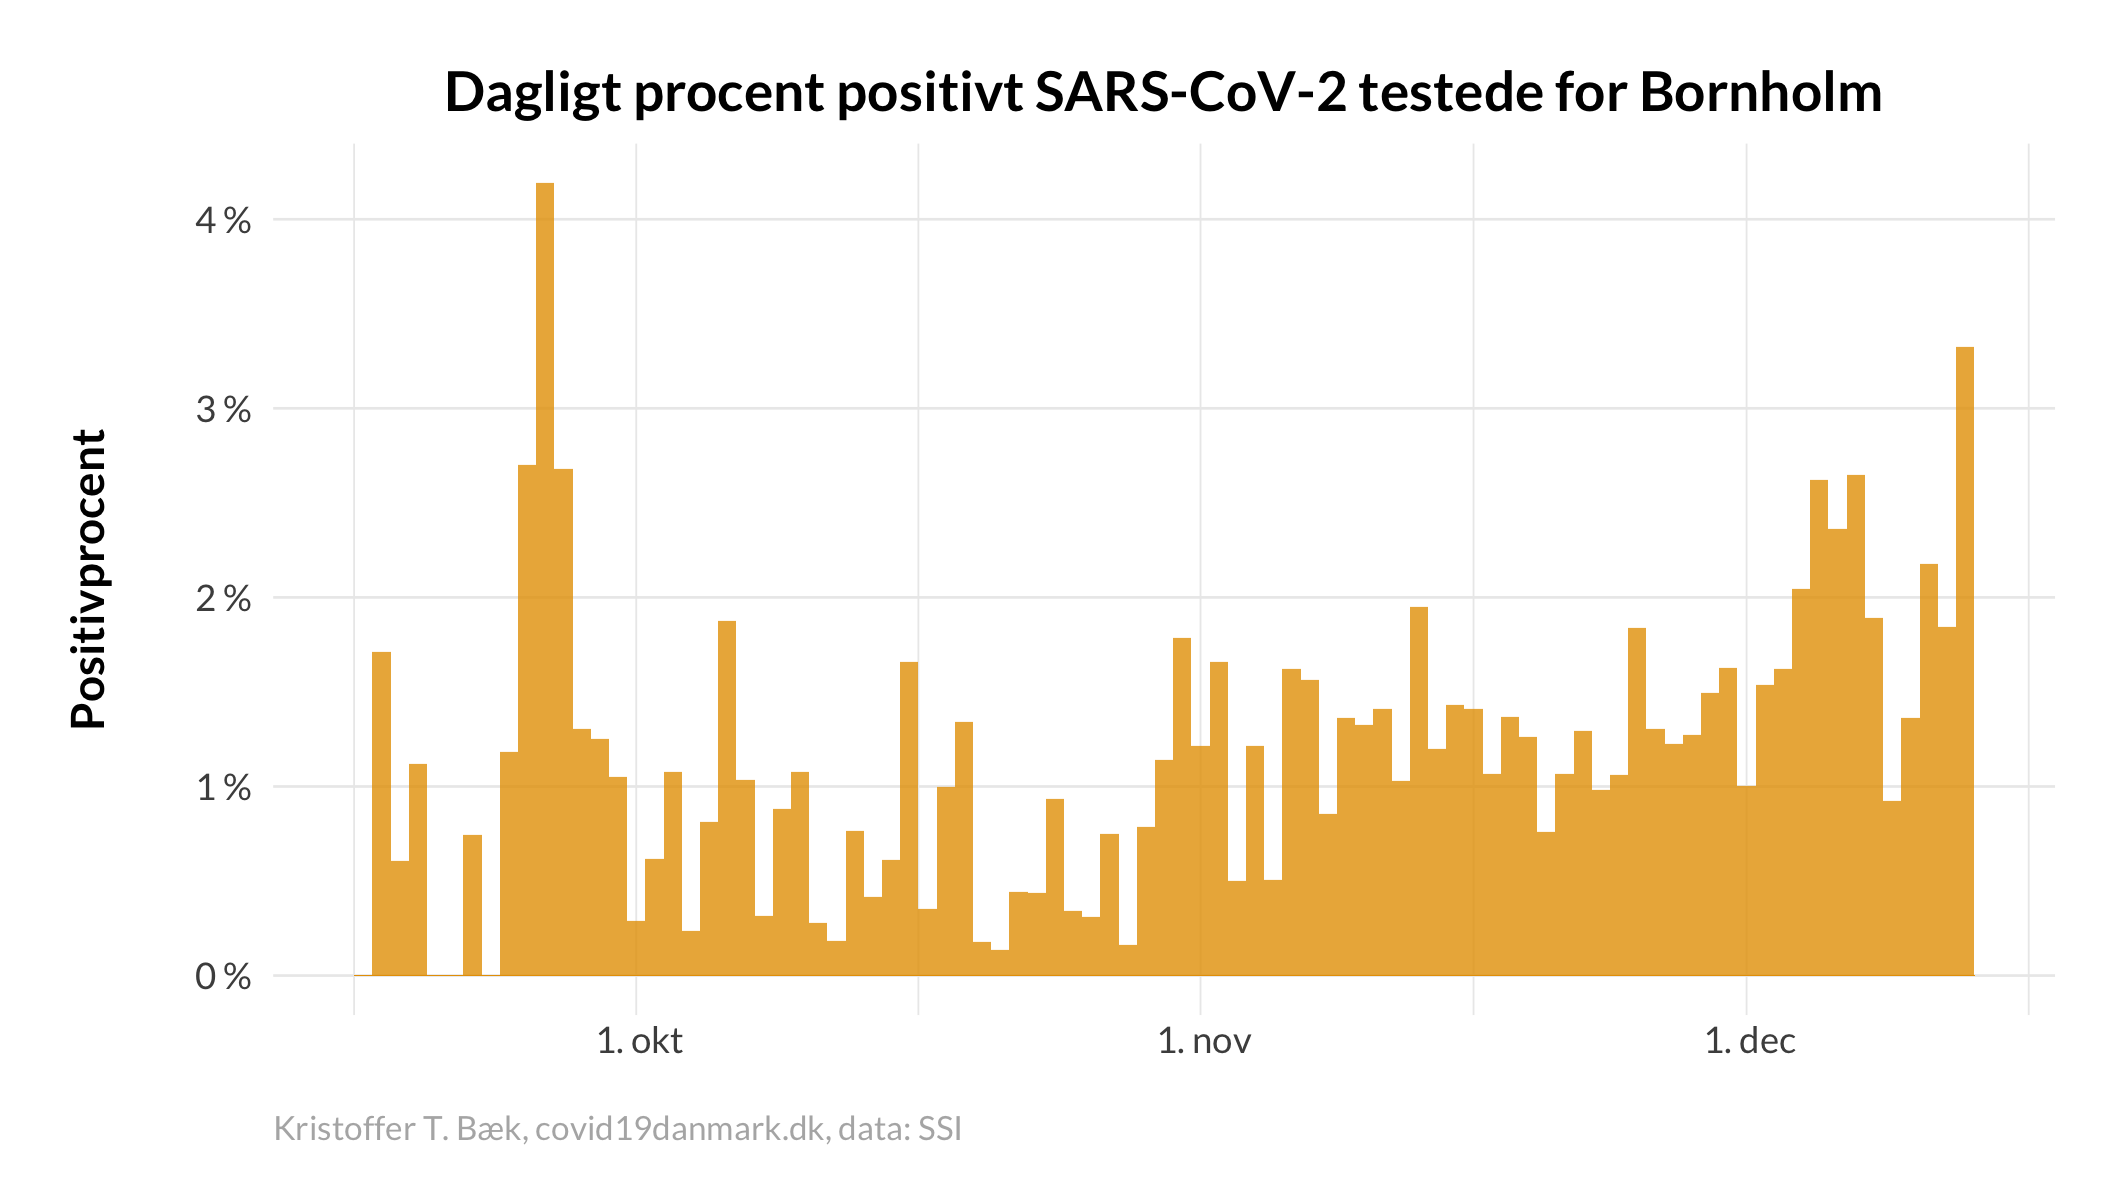 Dagligt procent positivt SARS-CoV-2 testede for Bornholm
Positivprocent
4 %
3 %
2 %
1 %
0 %
1. okt
1. nov
1. dec
Kristoffer T. Bæk, covid19danmark.dk, data: SSI